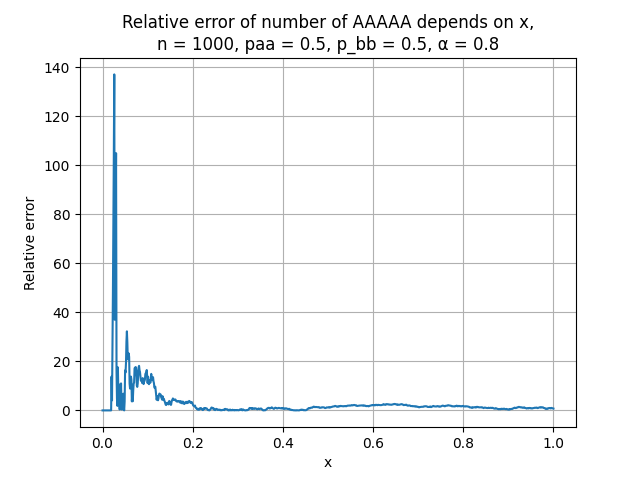 Relative error of number of AAAAA depends on x,
n = 1000, paa = 0.5, p_bb = 0.5, α = 0.8
140
120
100
80
60
40
20
0
Relative error
0.0 0.2 0.4 0.6 0.8 1.0
x